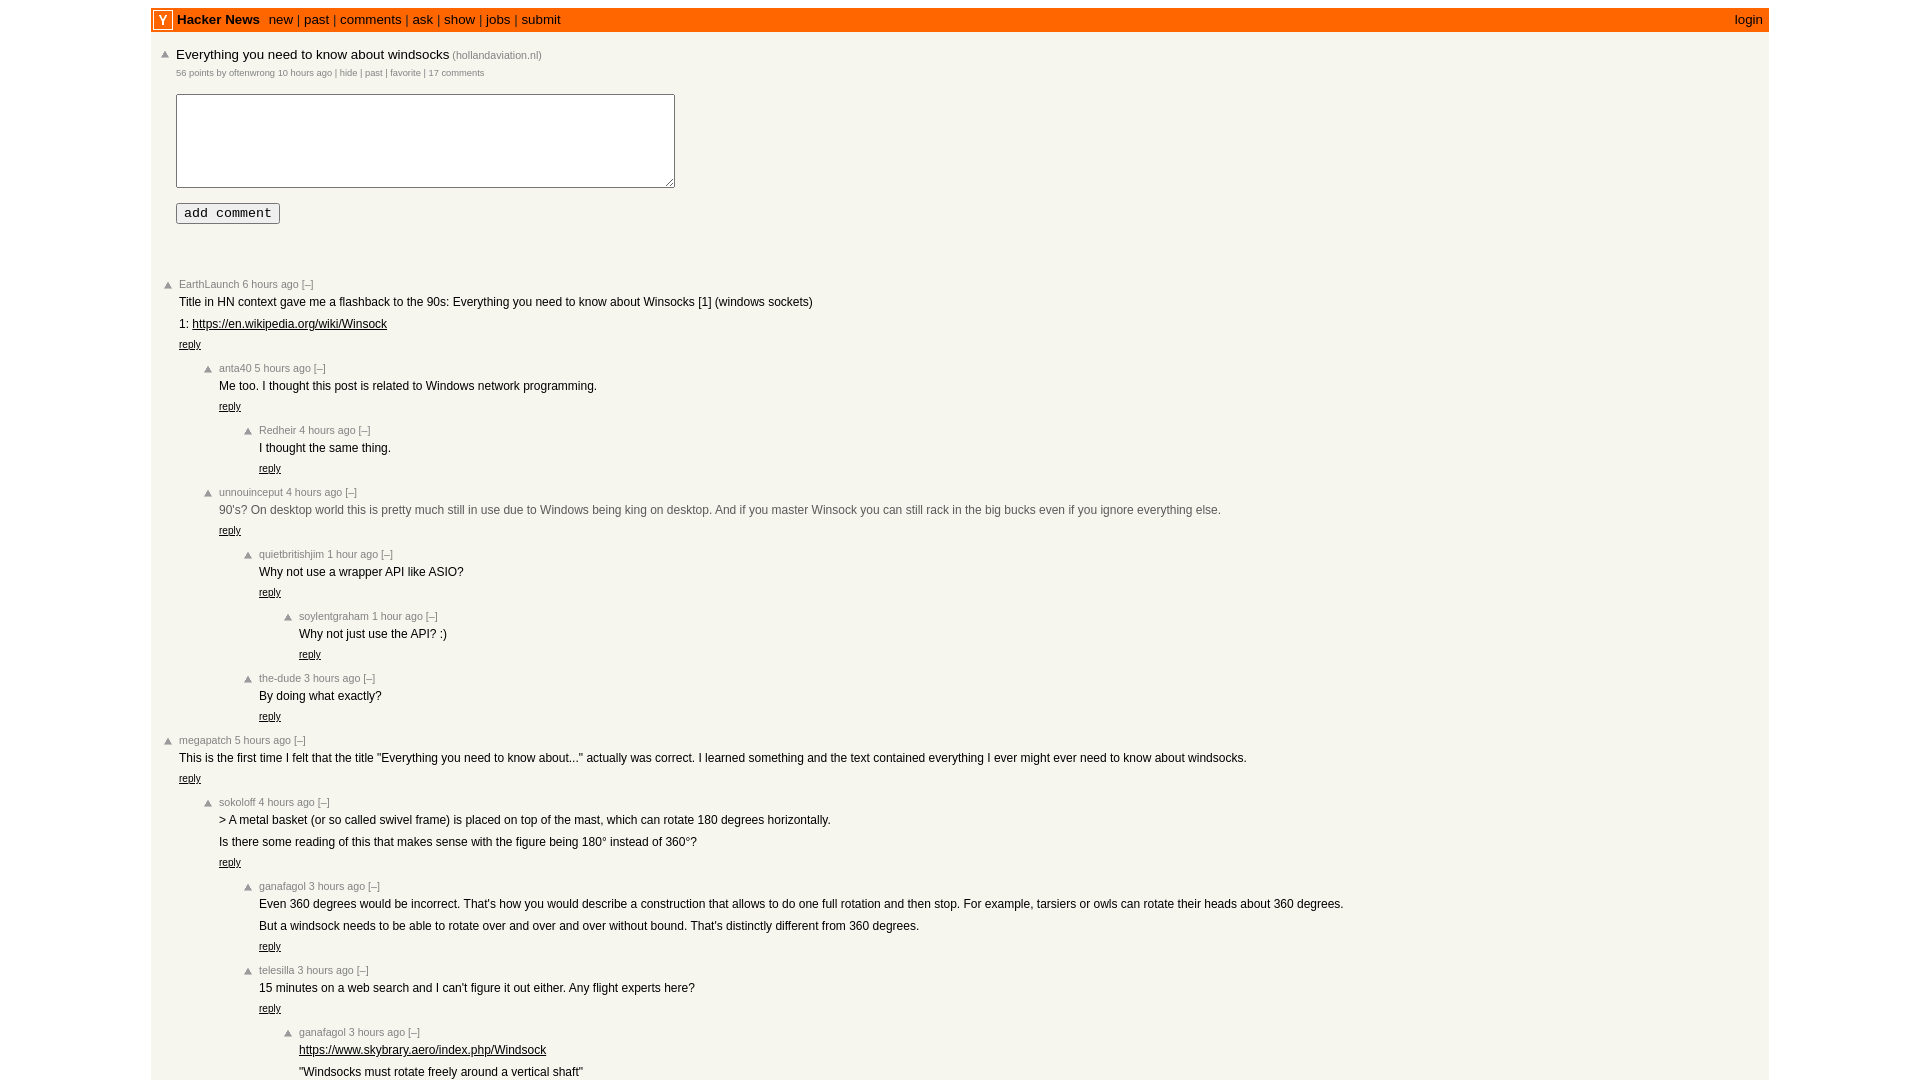 Y Hacker News new | past | comments | ask | show | jobs | submit login
Everything you need to know about windsocks (hollandaviation.nl)
56 points by oftenwrong 10 hours ago | hide | past | favorite | 17 comments
add comment
EarthLaunch 6 hours ago [–]
Title in HN context gave me a flashback to the 90s: Everything you need to know about Winsocks [1] (windows sockets)
1: https://en.wikipedia.org/wiki/Winsock
reply
anta40 5 hours ago [–]
Me too. I thought this post is related to Windows network programming.
reply
Redheir 4 hours ago [–]
I thought the same thing.
reply
unnouinceput 4 hours ago [–]
90's? On desktop world this is pretty much still in use due to Windows being king on desktop. And if you master Winsock you can still rack in the big bucks even if you ignore everything else.
reply
quietbritishjim 1 hour ago [–]
Why not use a wrapper API like ASIO?
reply
soylentgraham 1 hour ago [–]
Why not just use the API? :)
reply
the-dude 3 hours ago [–]
By doing what exactly?
reply
megapatch 5 hours ago [–]
This is the first time I felt that the title "Everything you need to know about..." actually was correct. I learned something and the text contained everything I ever might ever need to know about windsocks.
reply
sokoloff 4 hours ago [–]
> A metal basket (or so called swivel frame) is placed on top of the mast, which can rotate 180 degrees horizontally.
Is there some reading of this that makes sense with the figure being 180° instead of 360°?
reply
ganafagol 3 hours ago [–]
Even 360 degrees would be incorrect. That's how you would describe a construction that allows to do one full rotation and then stop. For example, tarsiers or owls can rotate their heads about 360 degrees.
But a windsock needs to be able to rotate over and over and over without bound. That's distinctly different from 360 degrees.
reply
telesilla 3 hours ago [–]
15 minutes on a web search and I can't figure it out either. Any flight experts here?
reply
ganafagol 3 hours ago [–]
https://www.skybrary.aero/index.php/Windsock
"Windsocks must rotate freely around a vertical shaft"